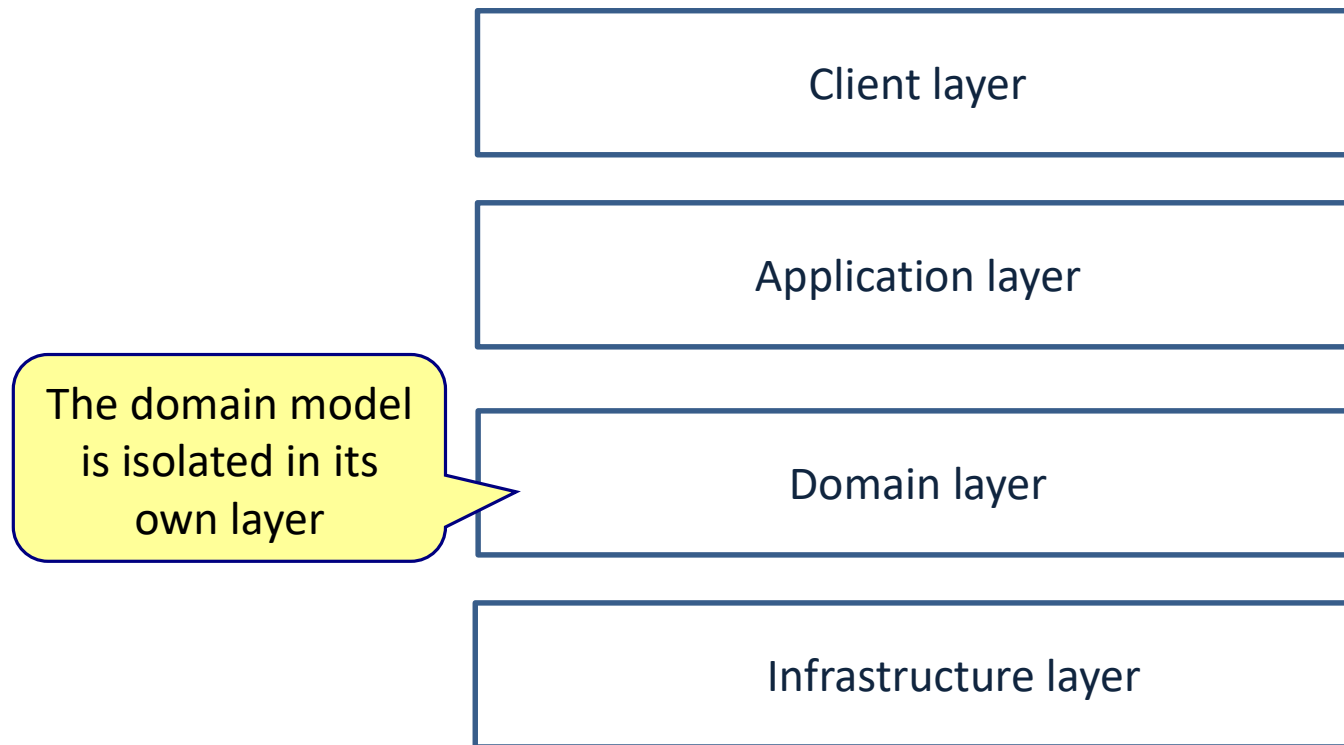 Client layer
Application layer
The domain model
is isolated in its
own layer
Domain layer
Infrastructure layer